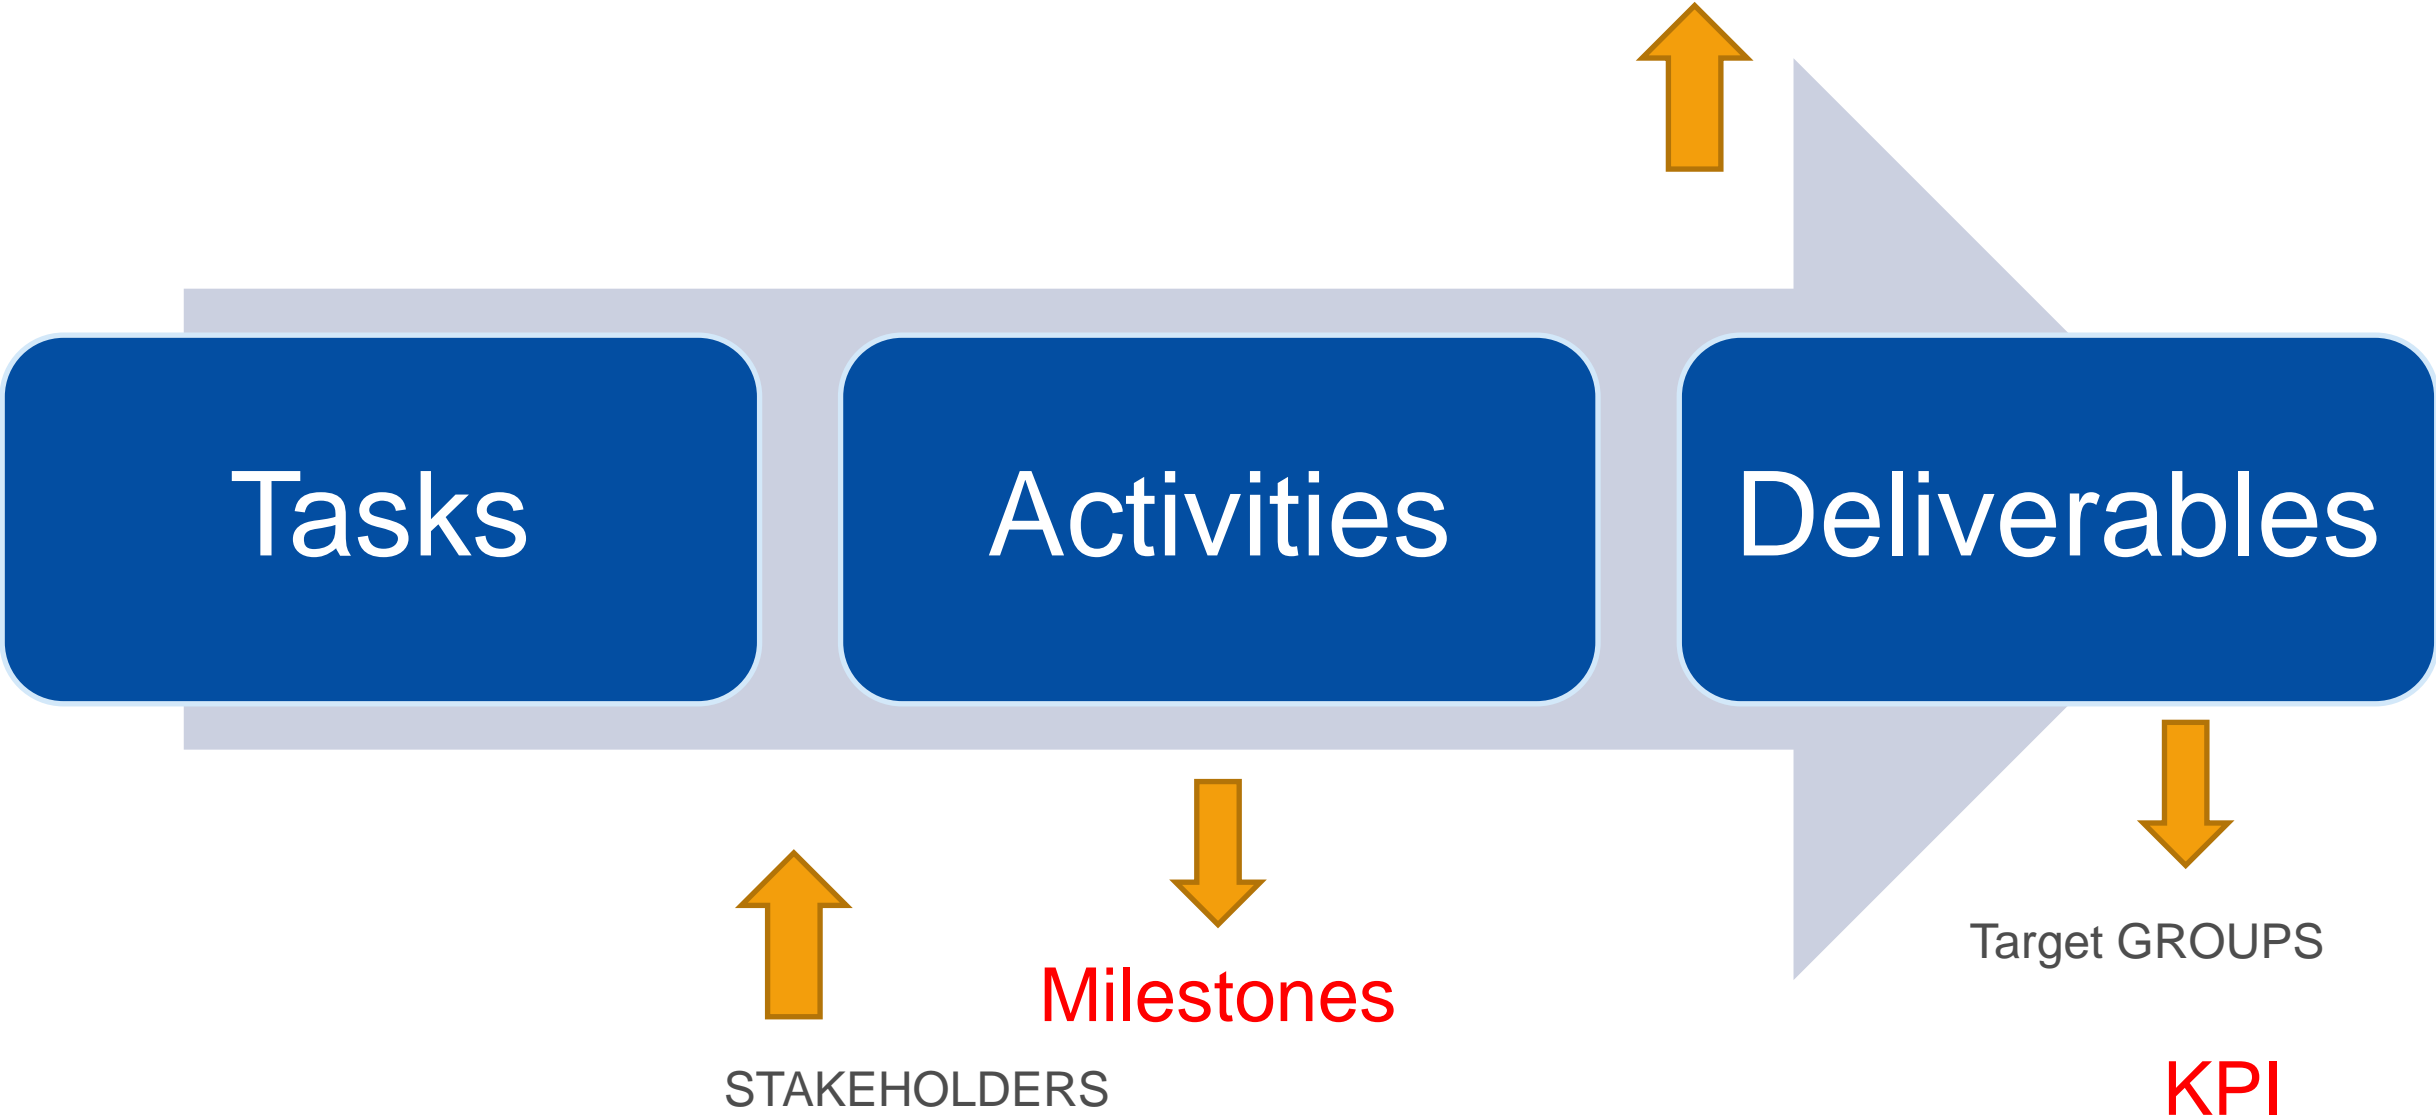 Tasks
Activities
Deliverables
Target GROUPS
Milestones
STAKEHOLDERS
KPI